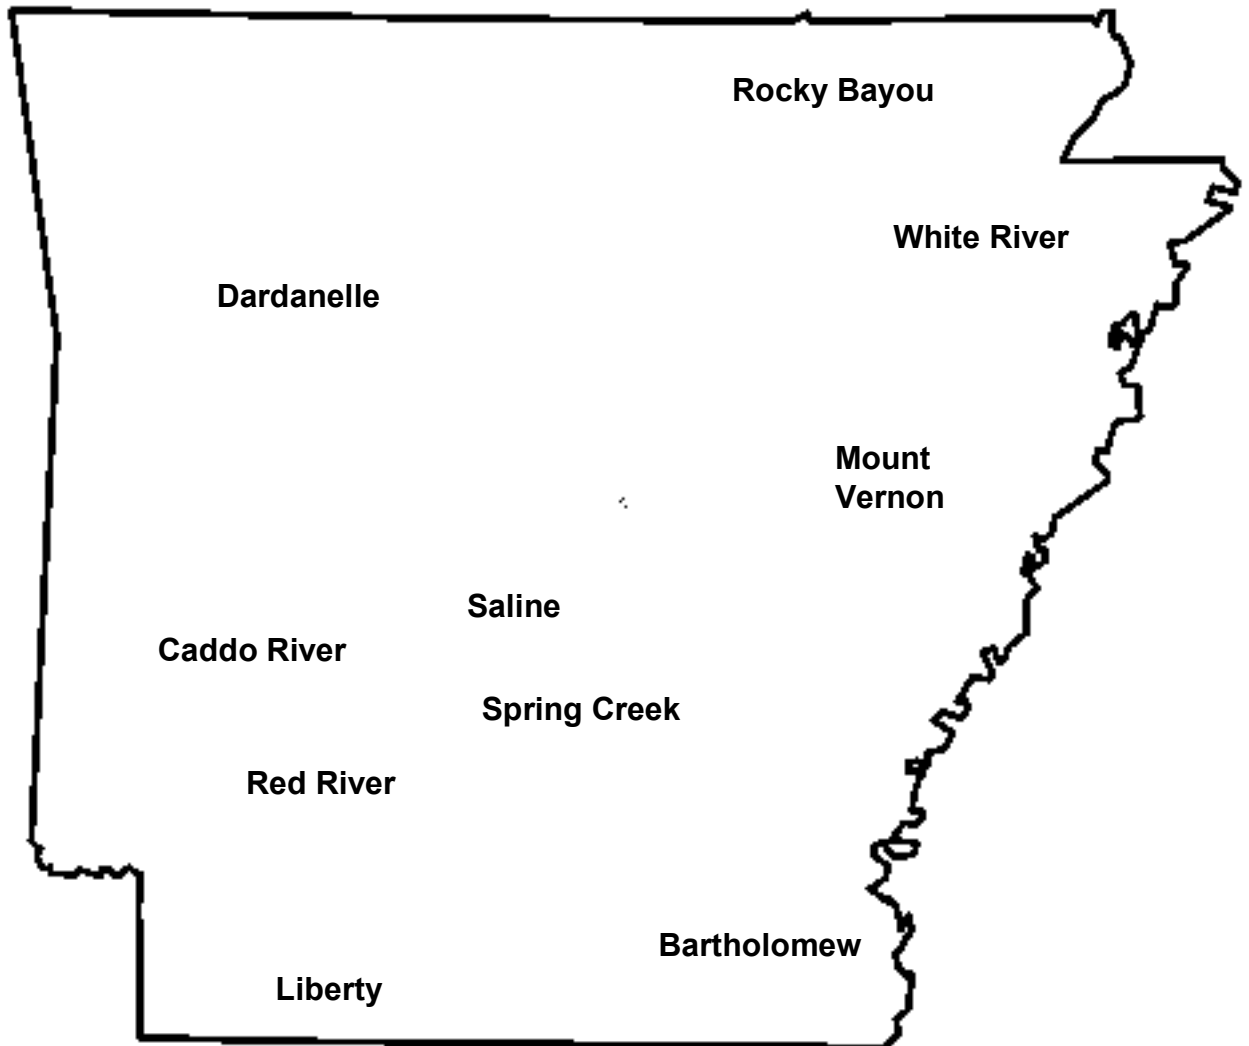 Rocky Bayou
White River
Dardanelle
Mount
Vernon
Saline
Caddo River
Spring Creek
Red River
Bartholomew
Liberty